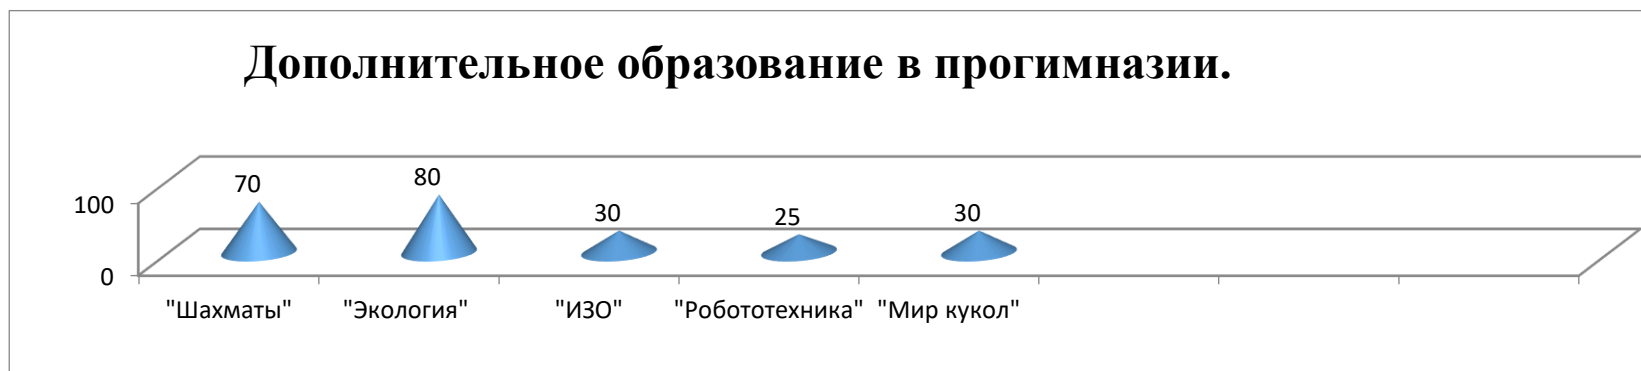 Дополнительное образование в прогимназии.
70
80
30
25
30
100
0
"Шахматы"
"Экология"
"ИЗО"
"Робототехника"
"Мир кукол"